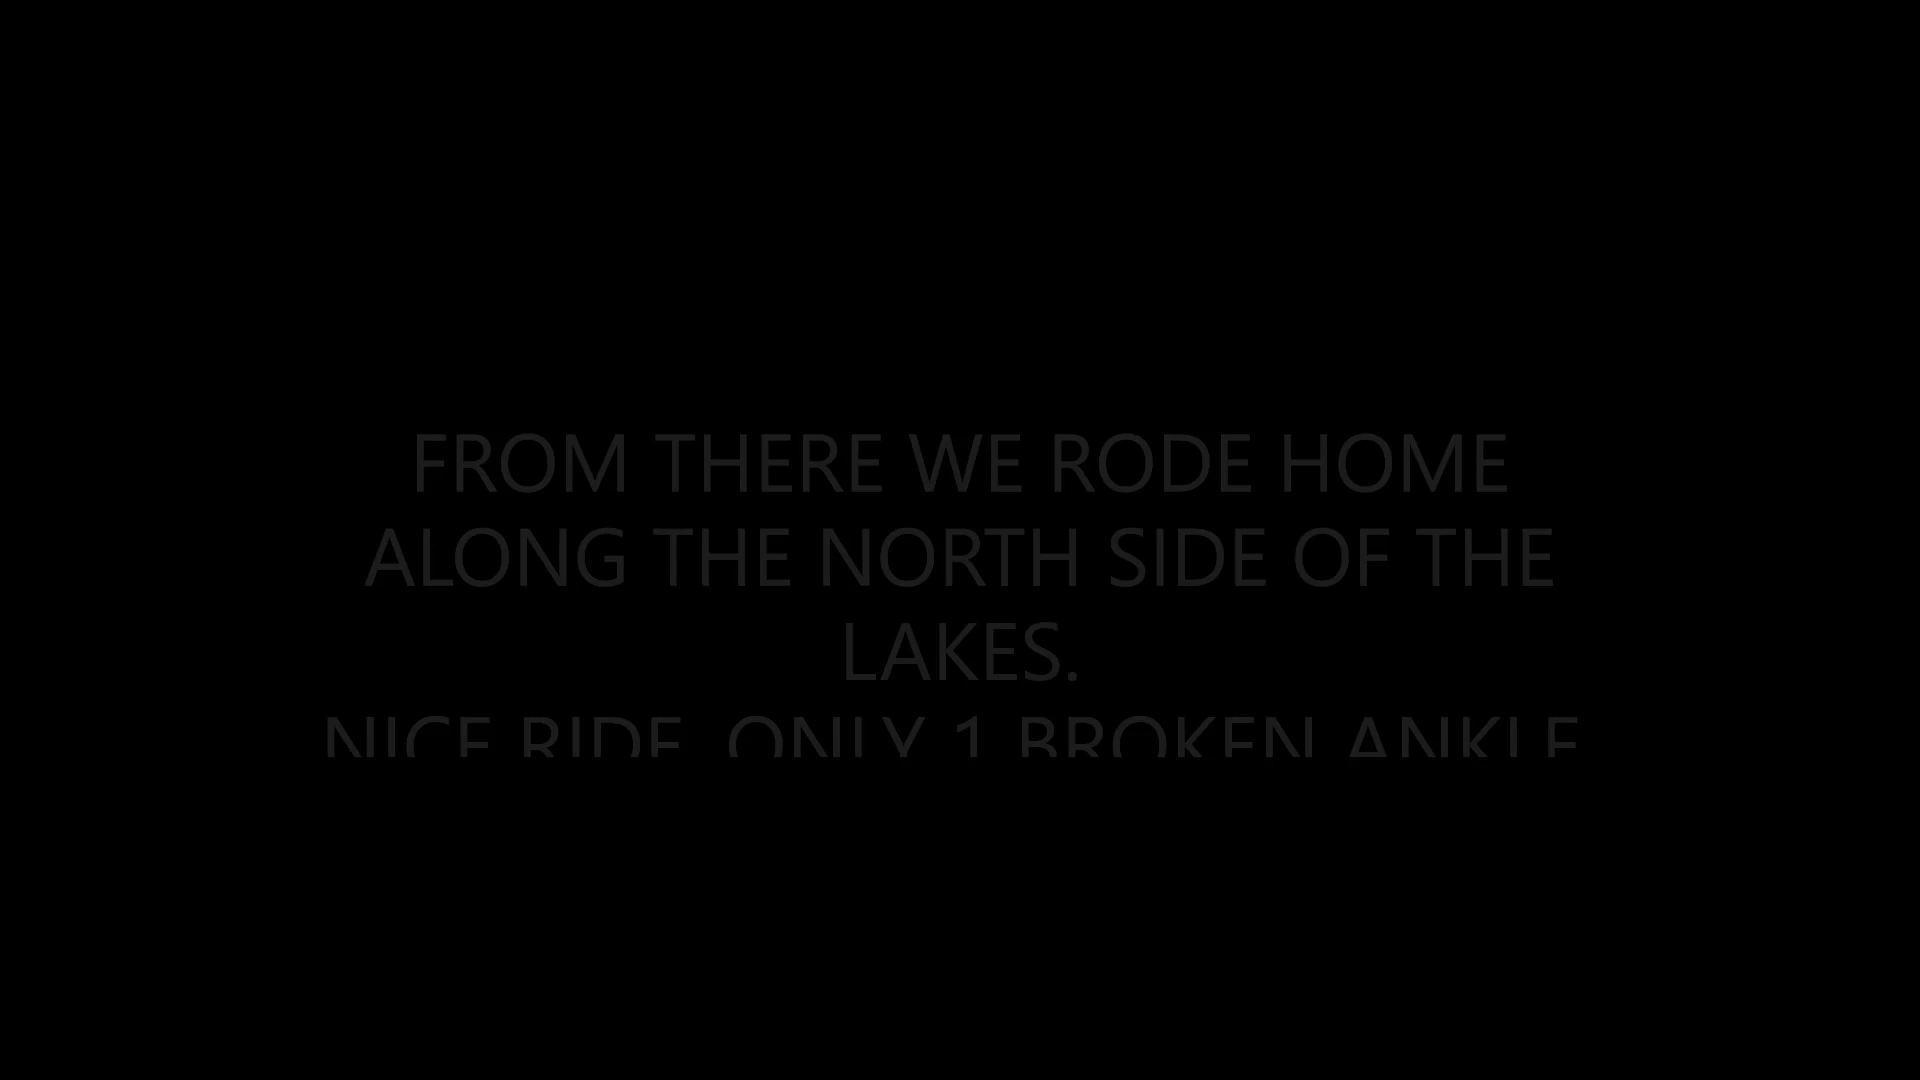 FROM THERE WE RODE HOME
ALONG THE NORTH SIDE OF THE
LAKES.
NICE RIDE, ONLY 1 BROKEN ANKLE